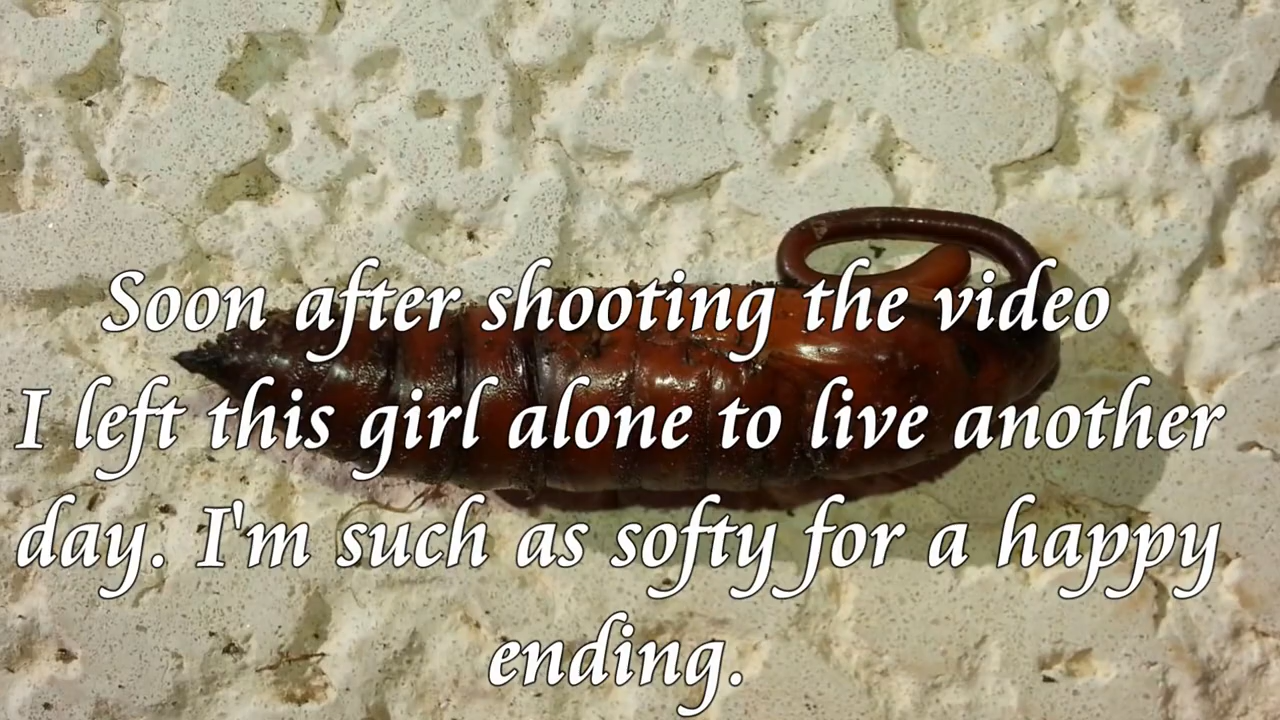 Soon after shooting the video
I left this girl alone to live another
day. I'm such as softy for a happy
ending.